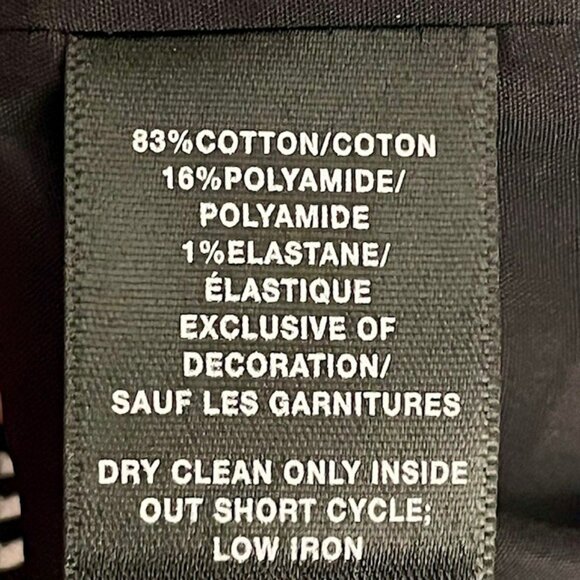 83%COTTON/COTON
16%POLYAMIDE/
POLYAMIDE
1%ELASTANE/
ÉLASTIQUE
EXCLUSIVE OF
DECORATION/
SAUF LES GARNITURES
DRY CLEAN ONLY INSIDE
OUT SHORT CYCLE;
LOW IRON